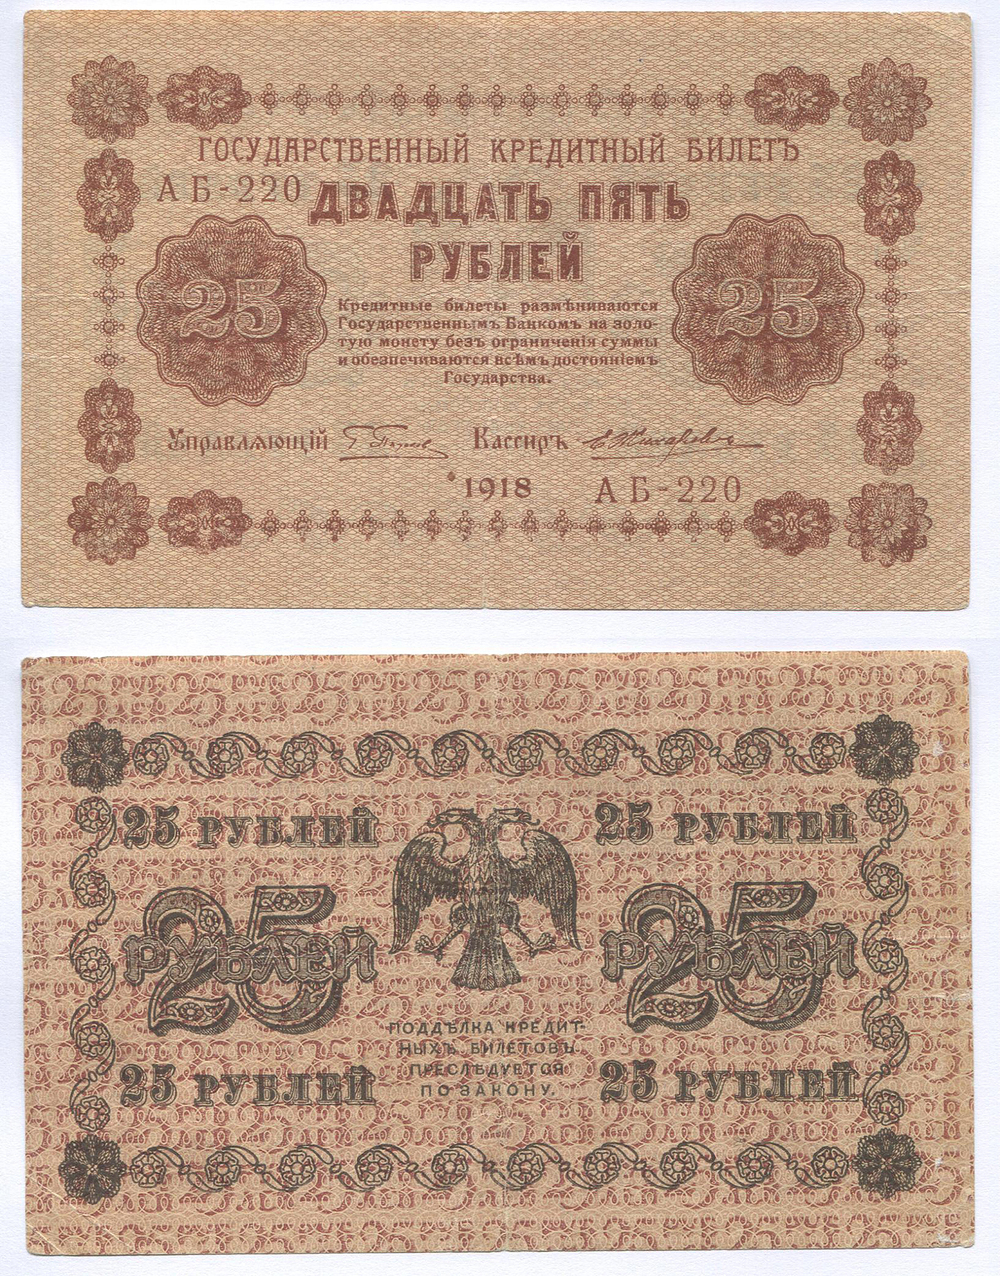 ГОСУДАРСТВЕННЫЙ КРЕДИТНЫЙ БИЛЕТЪ
АБ-220
ДВАДЦАТЬ ПЯТЬ
РУБЛЕЙ
25
25
Кредитные билеты размѣниваются
Государственнымъ Банкомъ на золо-
тую монету безъ ограниченія суммы
и обезпечиваются всѣмъ достояніемъ
Государства.
Управляющій
Кассиръ
1918
АБ-220
25 РУБЛЕЙ
25 РУБЛЕЙ
25
РУБЛЕЙ
25
РУБЛЕЙ
ПОДДѢЛКА КРЕДИТ-
НЫХЪ БИЛЕТОВЪ
ПРЕСЛѢДУЕТСЯ
ПО ЗАКОНУ.
25 РУБЛЕЙ
25 РУБЛЕЙ